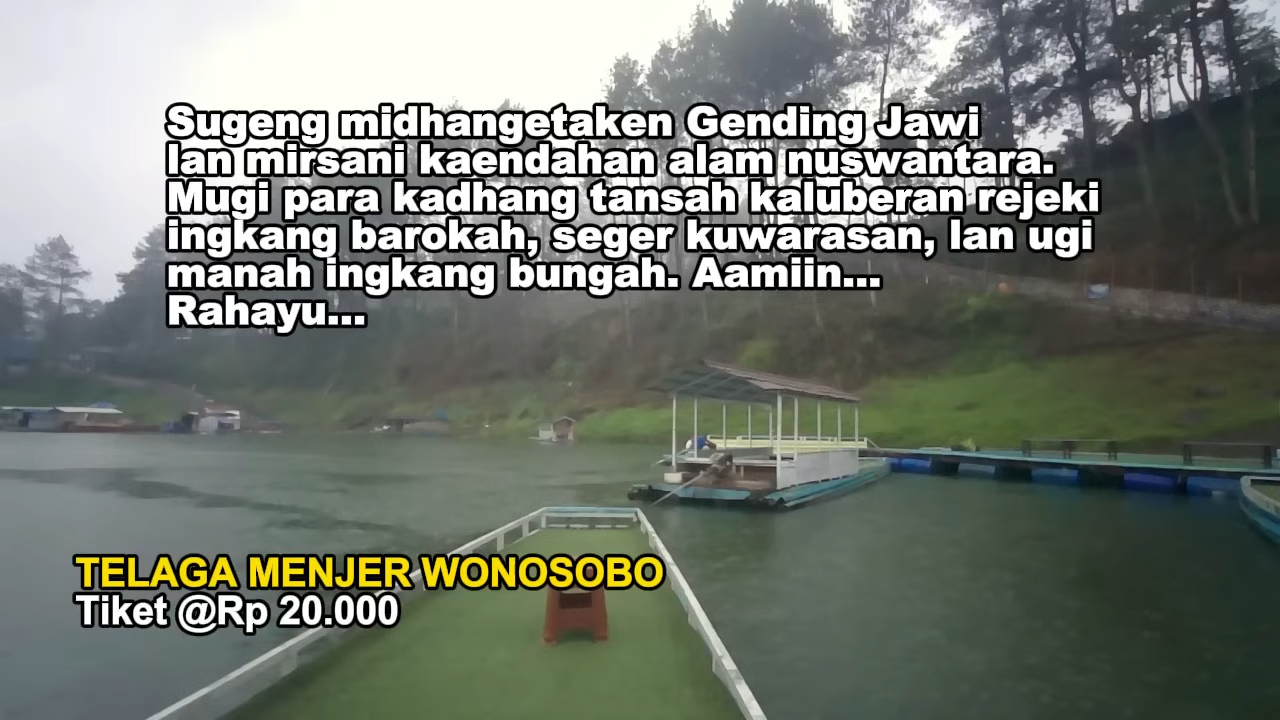 Sugeng midhangetaken Gending Jawi
lan mirsani kaendahan alam nuswantara.
Mugi para kadhang tansah kaluberan rejeki
ingkang barokah, seger kuwarasan, lan ugi
manah ingkang bungah. Aamiin...
Rahayu...
TELAGA MENJER WONOSOBO
Tiket @Rp 20.000